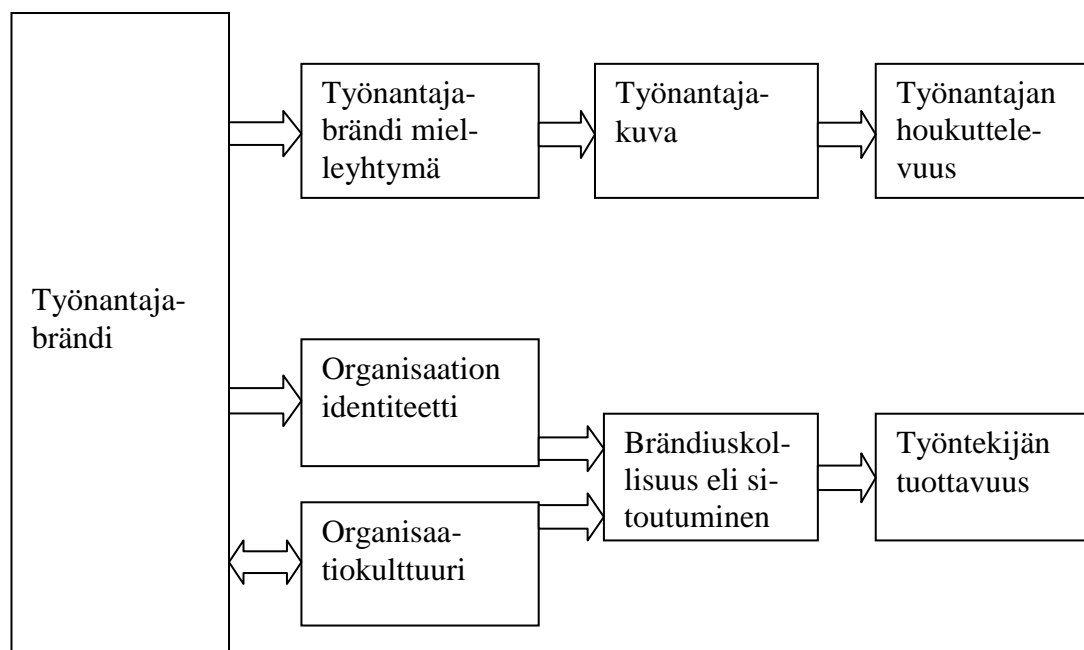 Työnantaja-
brändi
Työnantaja-
brändi miel-
leyhtymä
Työnantaja-
kuva
Työnantajan
houkuttele-
vuus
Organisaation
identiteetti
Organisaa-
tiokulttuuri
Brändiuskol-
lisuus eli si-
toutuminen
Työntekijän
tuottavuus